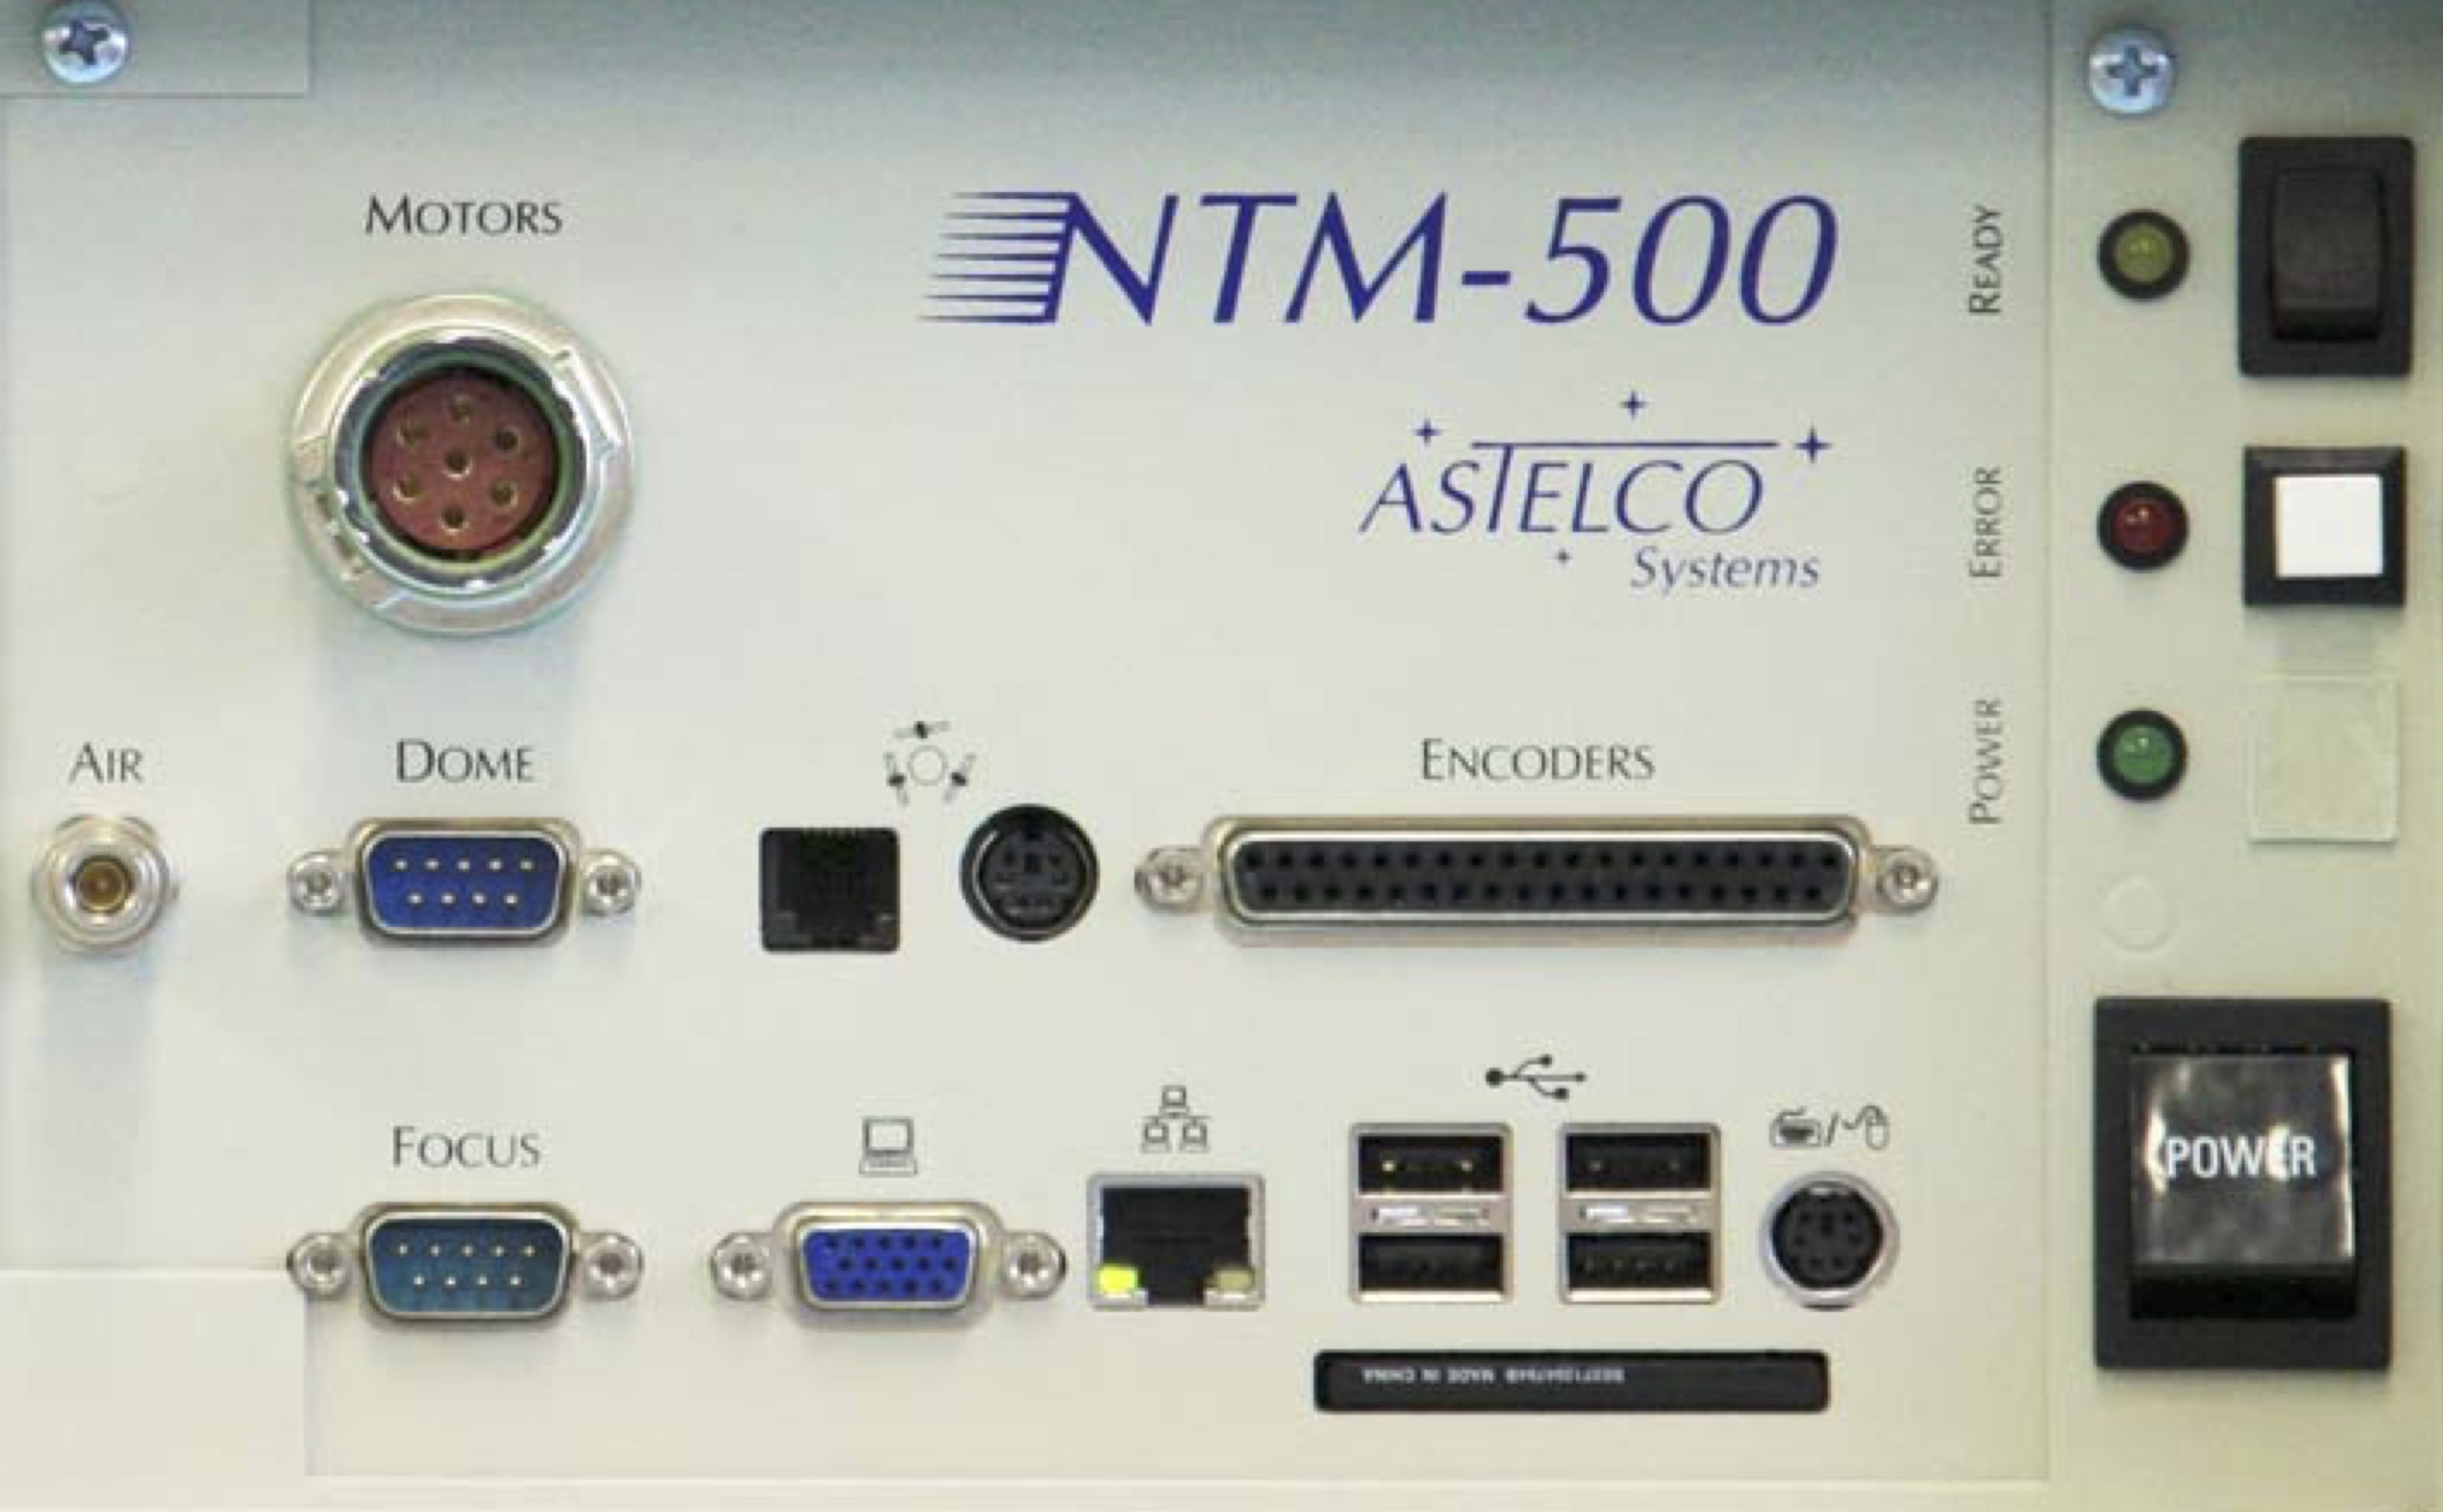 MOTORS
NTM-500
READY
ASTELCO
Systems
ERROR
AIR
DOME
ENCODERS
POWER
FOCUS
POWER
MADE IN CHINA